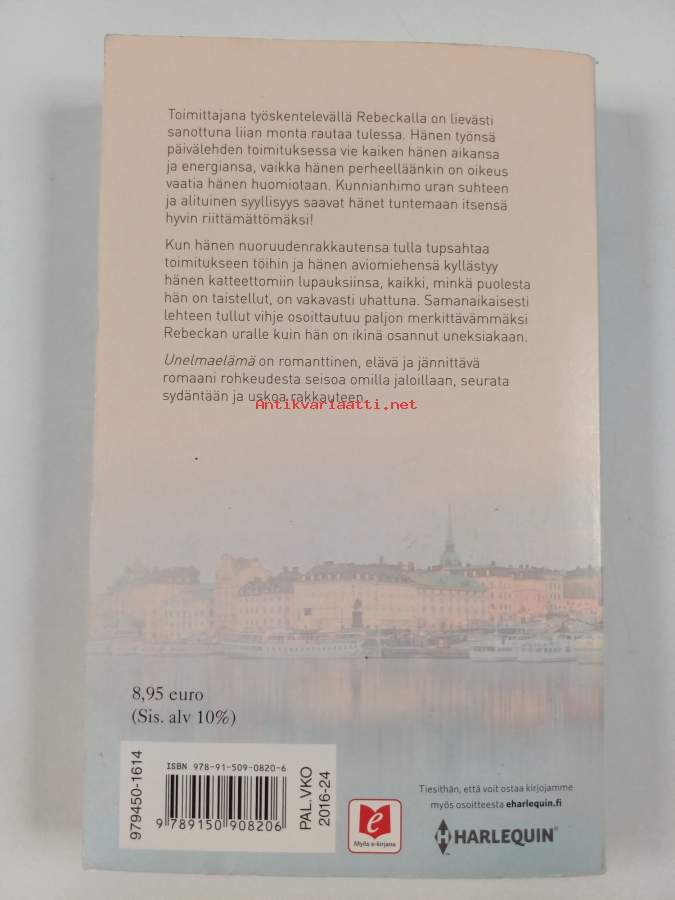 Toimittajana työskentelevällä Rebeckalla on lievästi
sanottuna liian monta rautaa tulessa. Hänen työnsä
päivälehden toimituksessa vie kaiken hänen aikansa
ja energiansa, vaikka hänen perheelläänkin on oikeus
vaatia hänen huomiotaan. Kunnianhimo uran suhteen
ja alituinen syyllisyys saavat hänet tuntemaan itsensä
hyvin riittämättömäksi!
Kun hänen nuoruudenrakkautensa tulla tupsahtaa
toimitukseen töihin ja hänen aviomiehensä kyllästyy
hänen katteettomiin lupauksiinsa, kaikki, minkä puolesta
hän on taistellut, on vakavasti uhattuna. Samanaikaisesti
lehteen tullut vihje osoittautuu paljon merkittävämmäksi
Rebeckan uralle kuin hän on ikinä osannut uneksiakaan.
Unelmaelämä on romanttinen, elävä ja jännittävä
romaani rohkeudesta seisoa omilla jaloillaan, seurata
sydäntään ja uskoa rakkauteen.
Antikvariaatti.net
8,95 euro
(Sis. alv 10%)
979450-1614
ISBN 978-91-509-0820-6
9 789150 908206
PAL.VKO
2016-24
e
Myös e-kirjana
Tiesithän, että voit ostaa kirjojamme
myös osoitteesta eharlequin.fi
H HARLEQUIN®